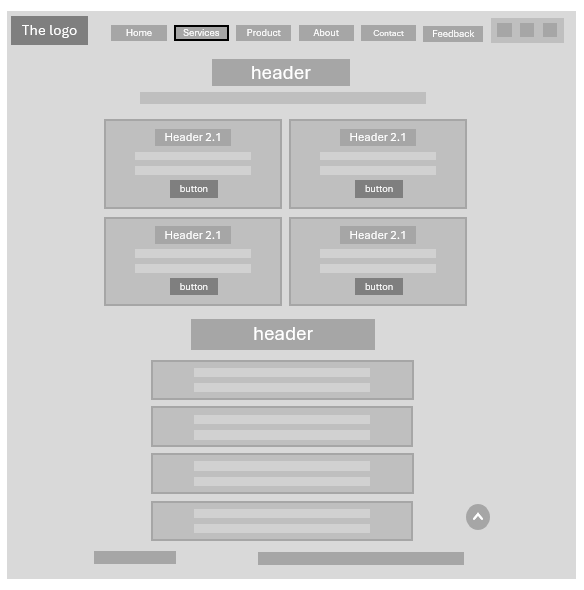 The logo
Home
Services
Product
About
Contact
Feedback
header
Header 2.1
Header 2.1
button
button
Header 2.1
Header 2.1
button
button
header